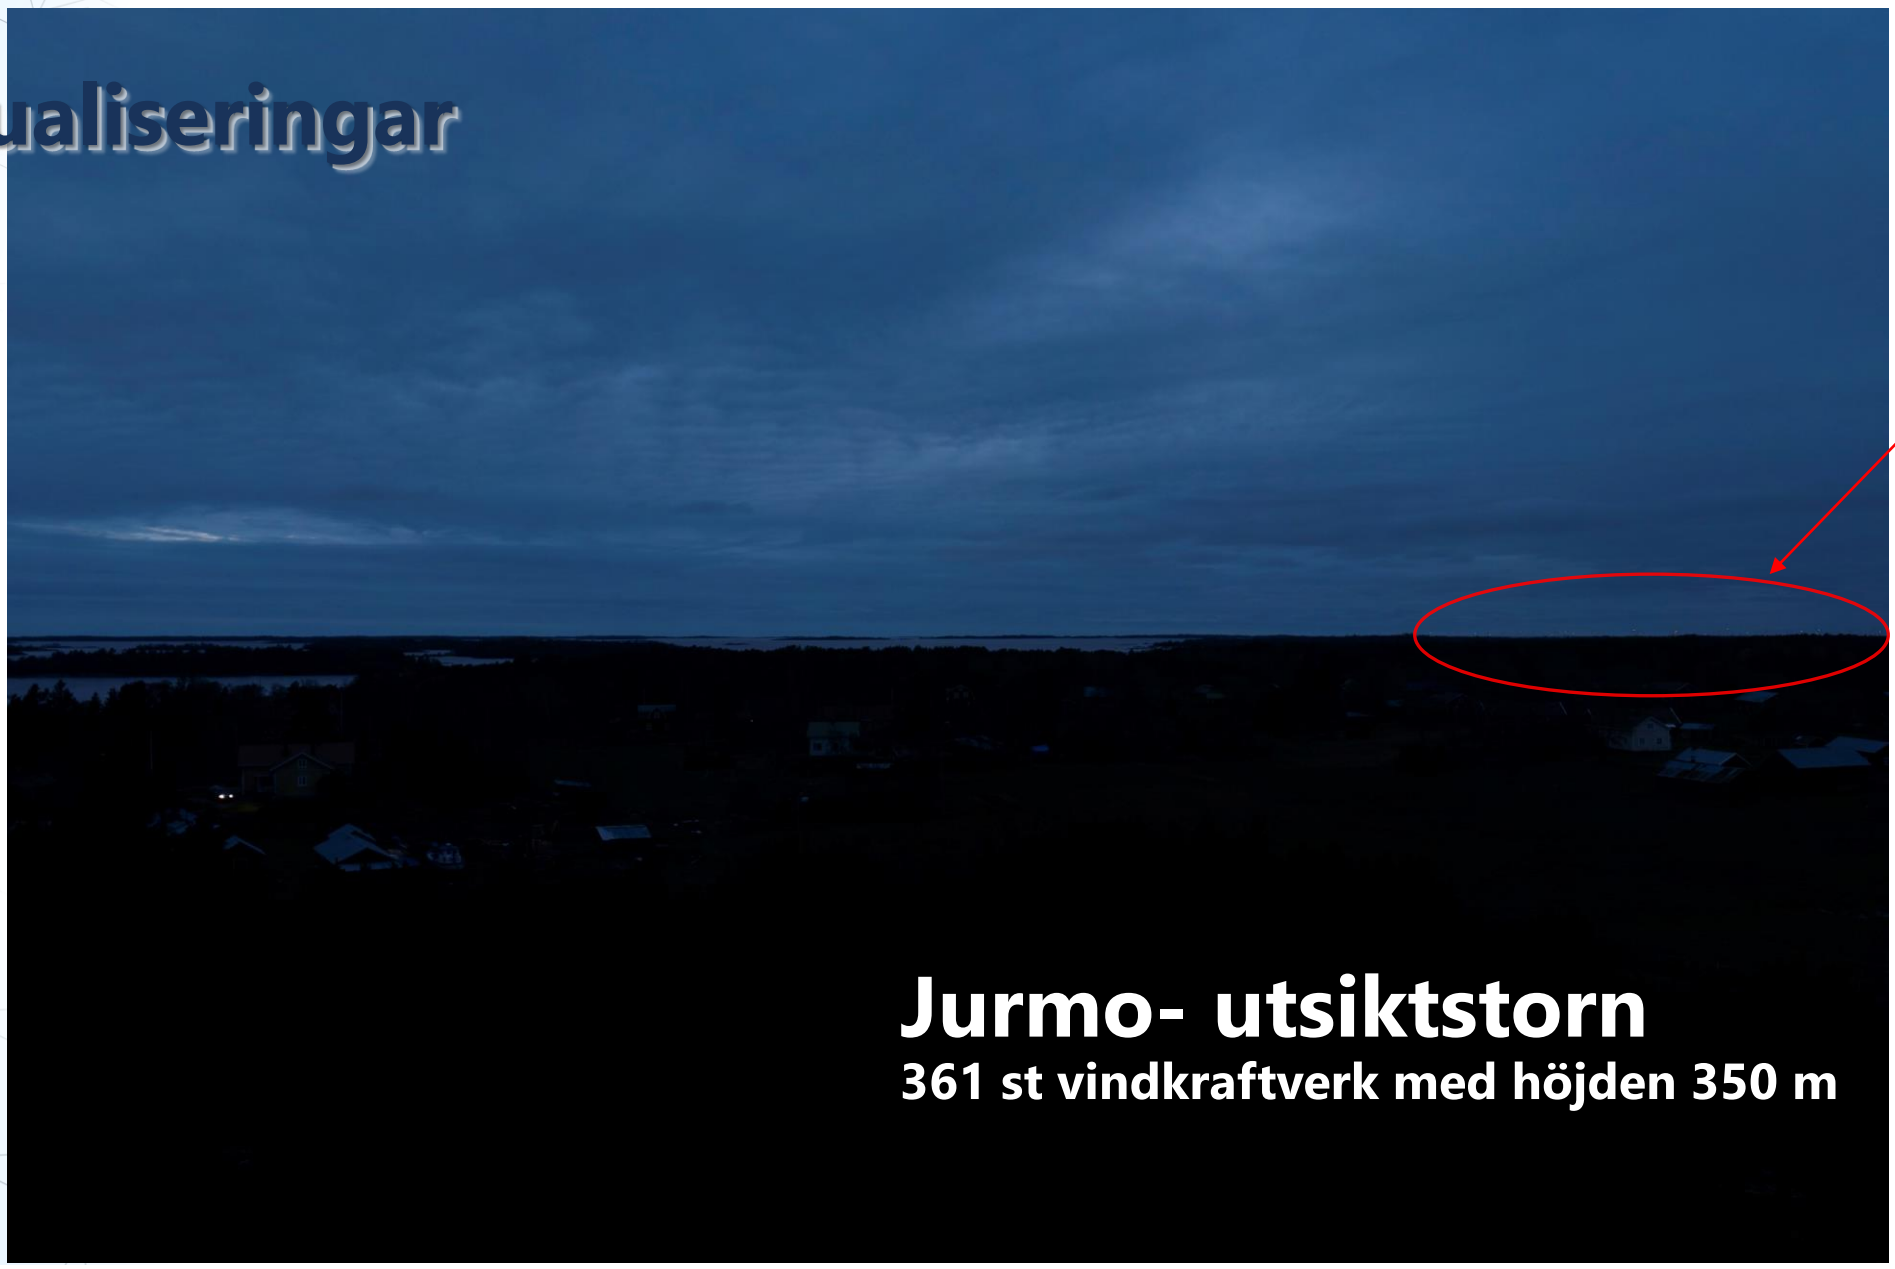 ualiseringar
Jurmo- utsiktstorn
361 st vindkraftverk med höjden 350 m